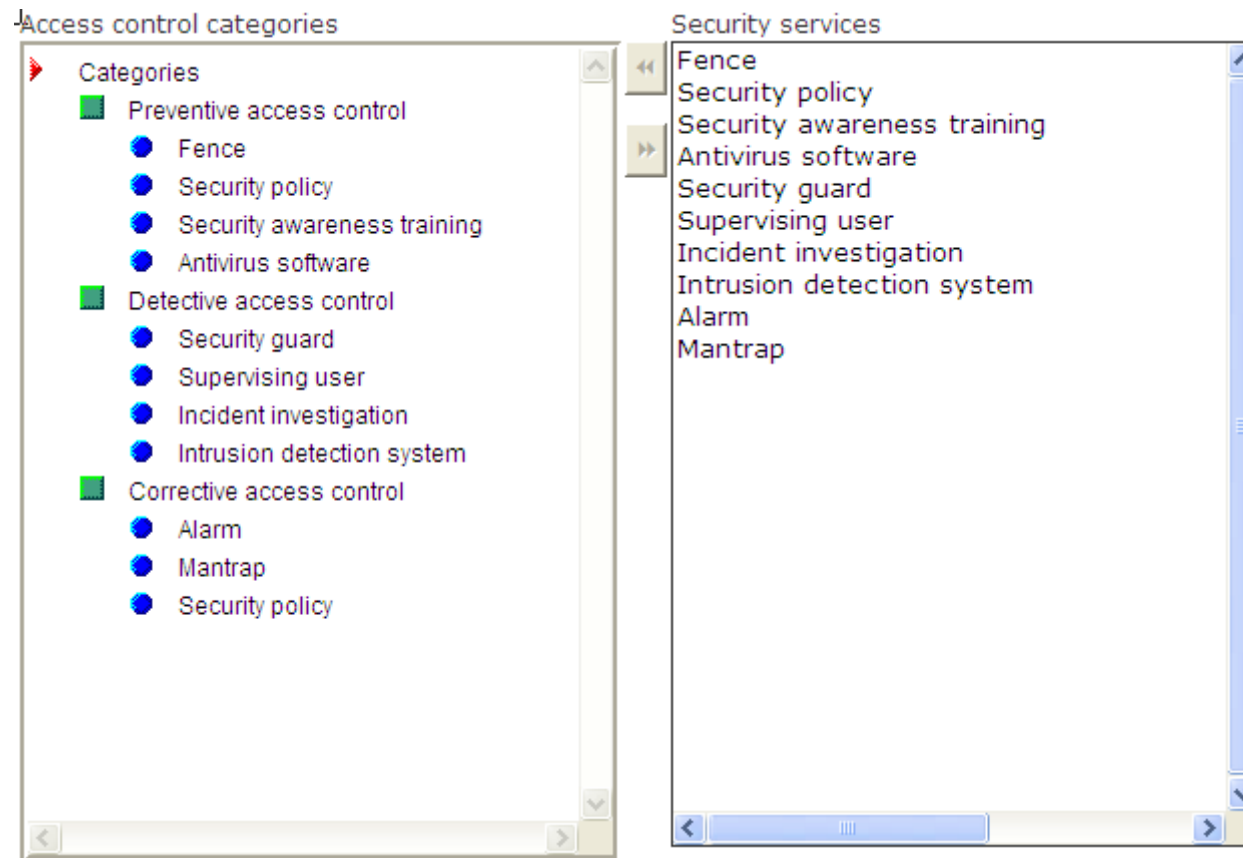 Access control categories
Categories
Preventive access control
Fence
Security policy
Security awareness training
Antivirus software
Detective access control
Security guard
Supervising user
Incident investigation
Intrusion detection system
Corrective access control
Alarm
Mantrap
Security policy
Security services
Fence
Security policy
Security awareness training
Antivirus software
Security guard
Supervising user
Incident investigation
Intrusion detection system
Alarm
Mantrap